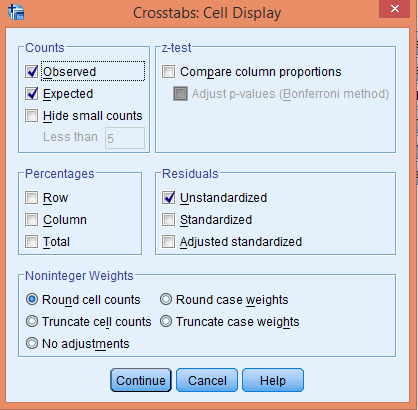 Crosstabs: Cell Display
Counts
Observed
Expected
Hide small counts
Less than 5
z-test
Compare column proportions
Adjust p-values (Bonferroni method)
Percentages
Row
Column
Total
Residuals
Unstandardized
Standardized
Adjusted standardized
Noninteger Weights
Round cell counts Round case weights
Truncate cell counts Truncate case weights
No adjustments
Continue Cancel Help